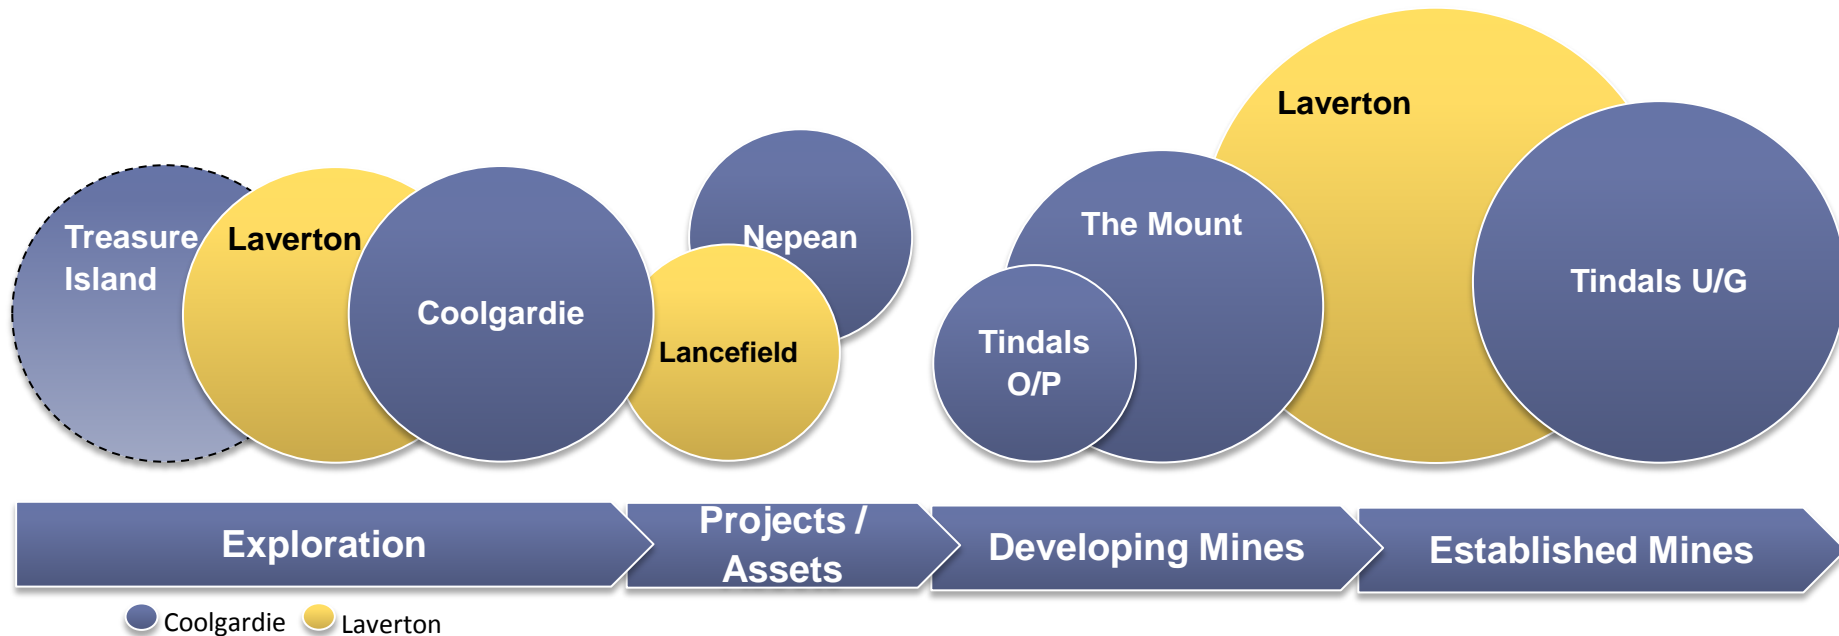 Treasure
Island
Laverton
Coolgardie
Nepean
Lancefield
Tindals
O/P
The Mount
Laverton
Tindals U/G
Exploration
Projects /
Assets
Developing Mines
Established Mines
Coolgardie
Laverton